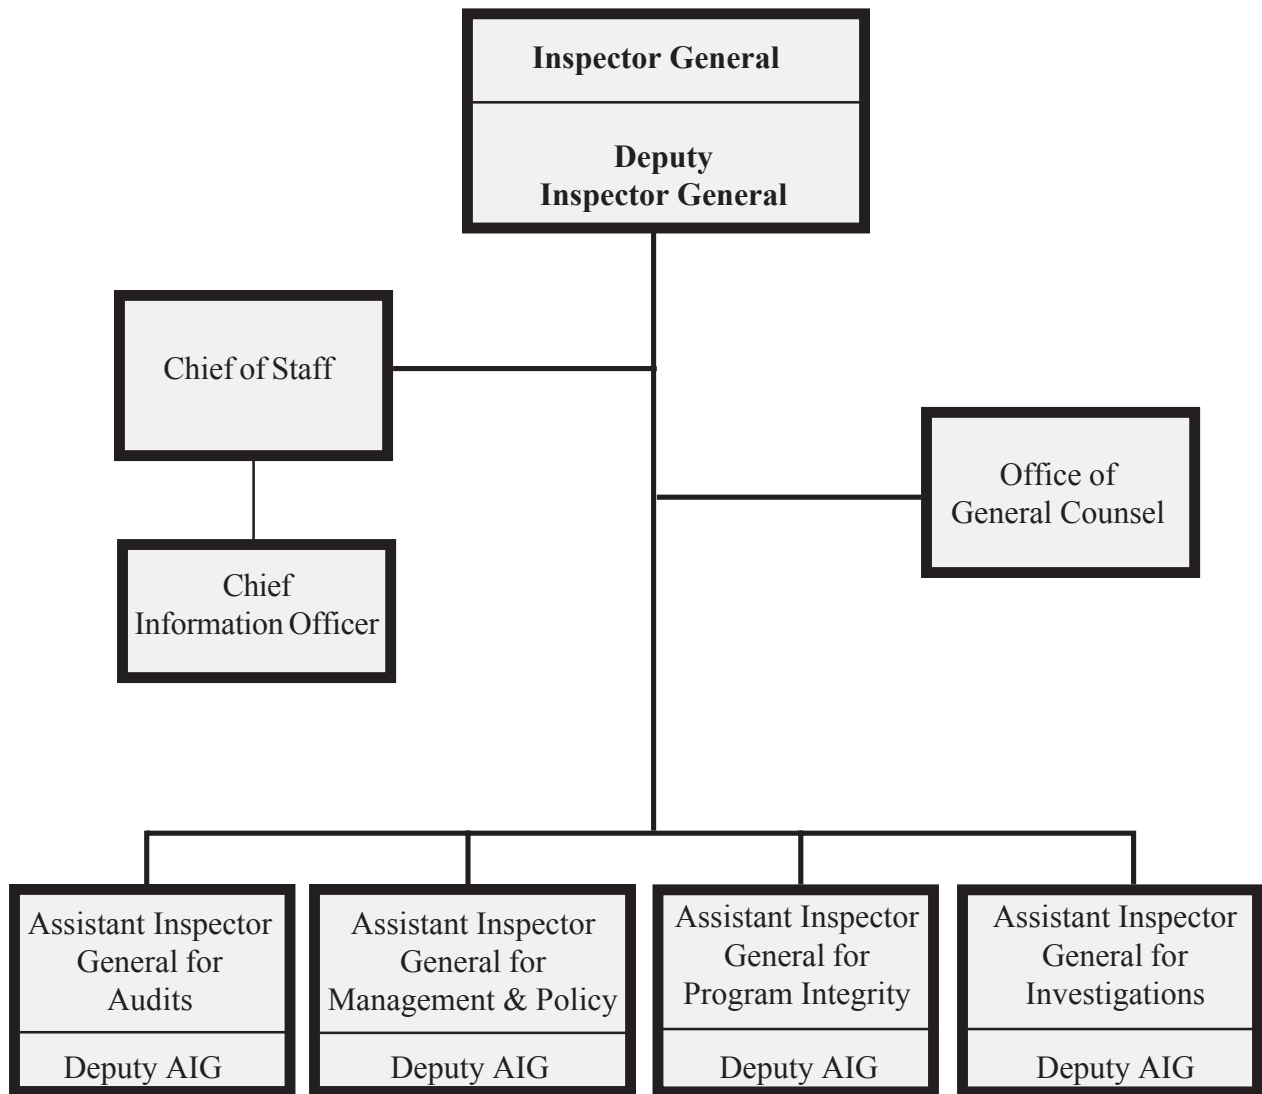 Inspector General
Deputy
Inspector General
Chief of Staff
Office of
General Counsel
Chief
Information Officer
Assistant Inspector
General for
Audits
Deputy AIG
Assistant Inspector
General for
Management & Policy
Deputy AIG
Assistant Inspector
General for
Program Integrity
Deputy AIG
Assistant Inspector
General for
Investigations
Deputy AIG